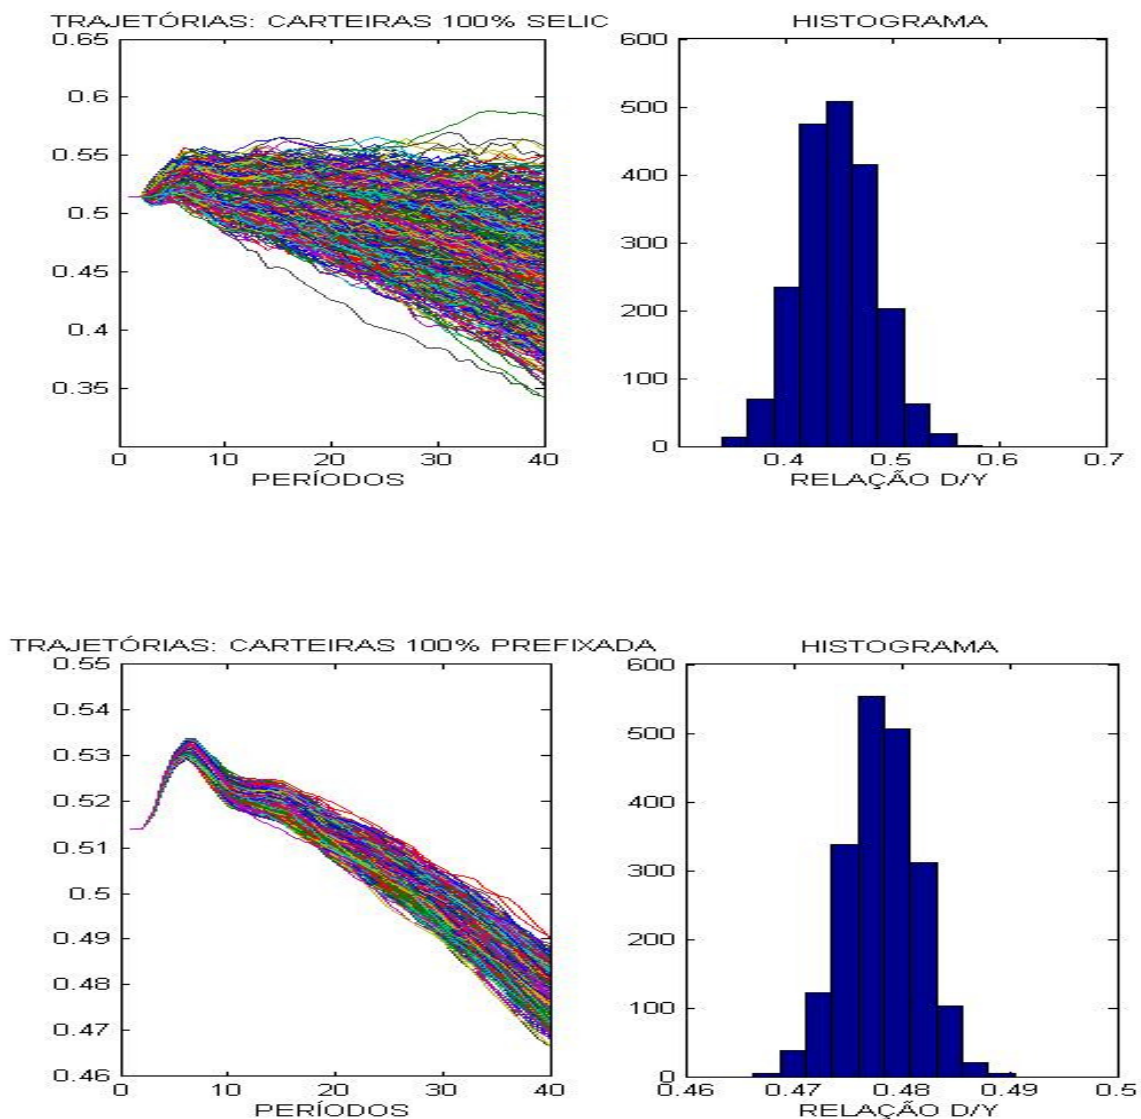 TRAJETÓRIAS: CARTEIRAS 100% SELIC
0.65
0.6
0.55
0.5
0.45
0.4
0.35
0 10 20 30 40
PERÍODOS
HISTOGRAMA
600
500
400
300
200
100
0
0.4 0.5 0.6 0.7
RELAÇÃO D/Y
TRAJETÓRIAS: CARTEIRAS 100% PREFIXADA
0.55
0.54
0.53
0.52
0.51
0.5
0.49
0.48
0.47
0.46
0 10 20 30 40
PERÍODOS
HISTOGRAMA
600
500
400
300
200
100
0
0.46 0.47 0.48 0.49 0.5
RELAÇÃO D/Y